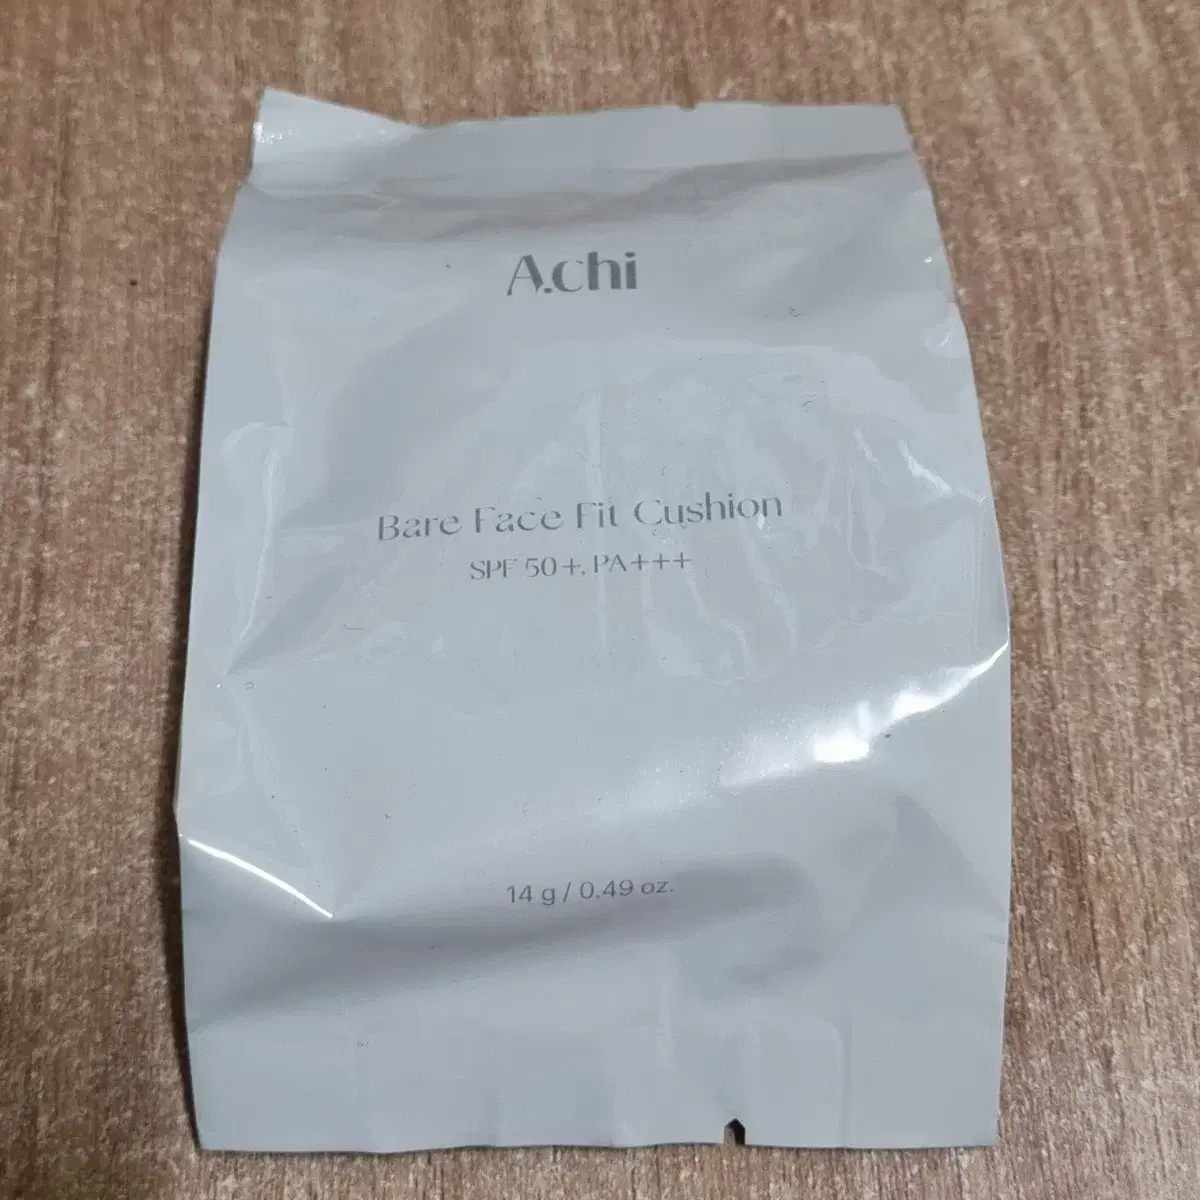 A.chi
Bare Face Fit Cushion
SPF 50+, PA+++
14 g / 0.49 oz.